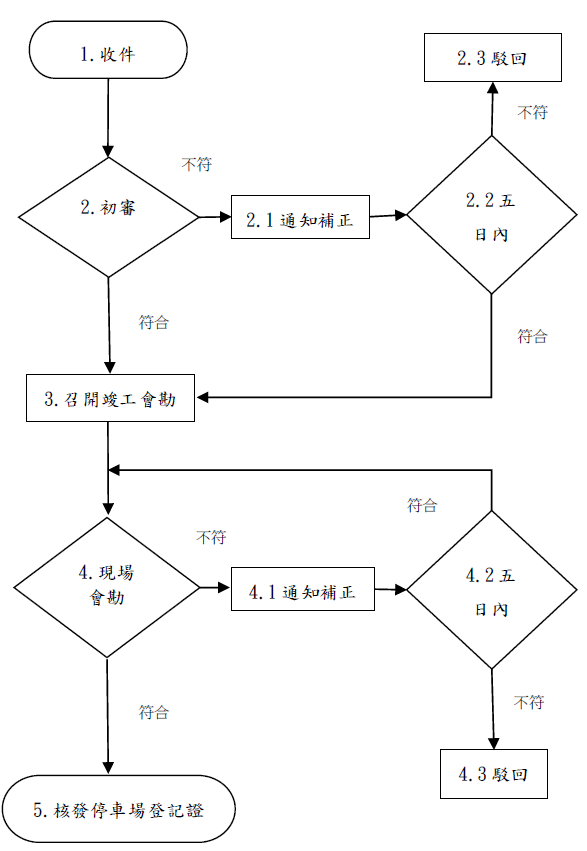 1.收件
2.3駁回
不符
不符
2.初審
2.1通知補正
2.2五
日內
符合
符合
3.召開竣工會勘
符合
不符
4.現場
會勘
4.1通知補正
4.2五
日內
不符
符合
4.3駁回
5.核發停車場登記證